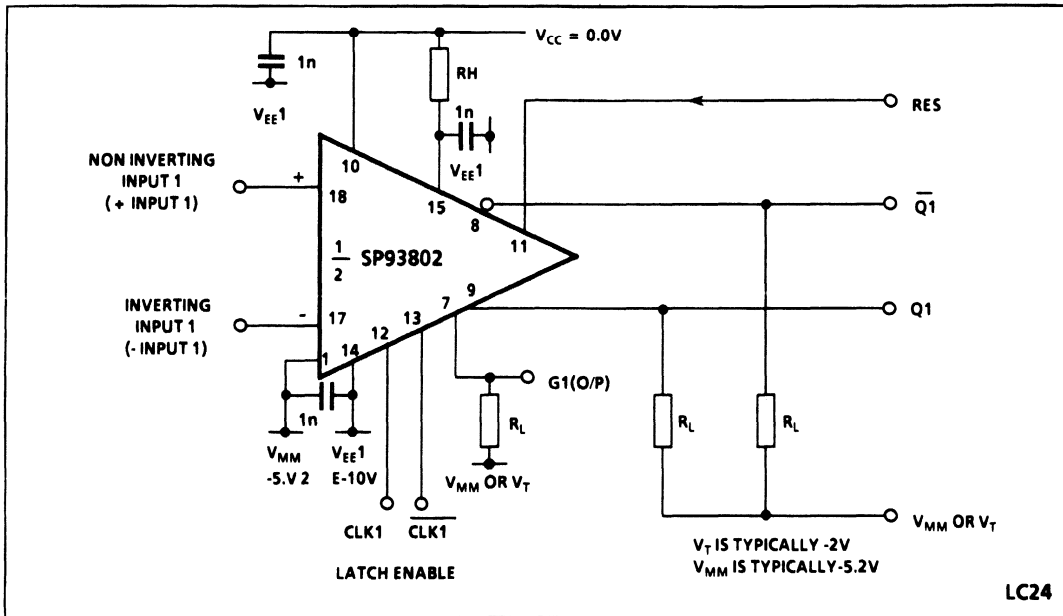 V_CC = 0.0V
1n
RH
V_EE1
1n
V_EE1
RES
NON INVERTING
INPUT 1
( + INPUT 1)
+
18
10
15
8
11
Q̅1̅
1
2
SP93802
INVERTING
INPUT 1
(- INPUT 1)
-
17
1
14
12
13
7
9
Q1
G1(O/P)
1n
R_L
R_L
R_L
V_MM
-5.V 2
V_EE1
E-10V
V_MM OR V_T
CLK1
C̅L̅K̅1̅
V_MM OR V_T
LATCH ENABLE
V_T IS TYPICALLY -2V
V_MM IS TYPICALLY-5.2V
LC24